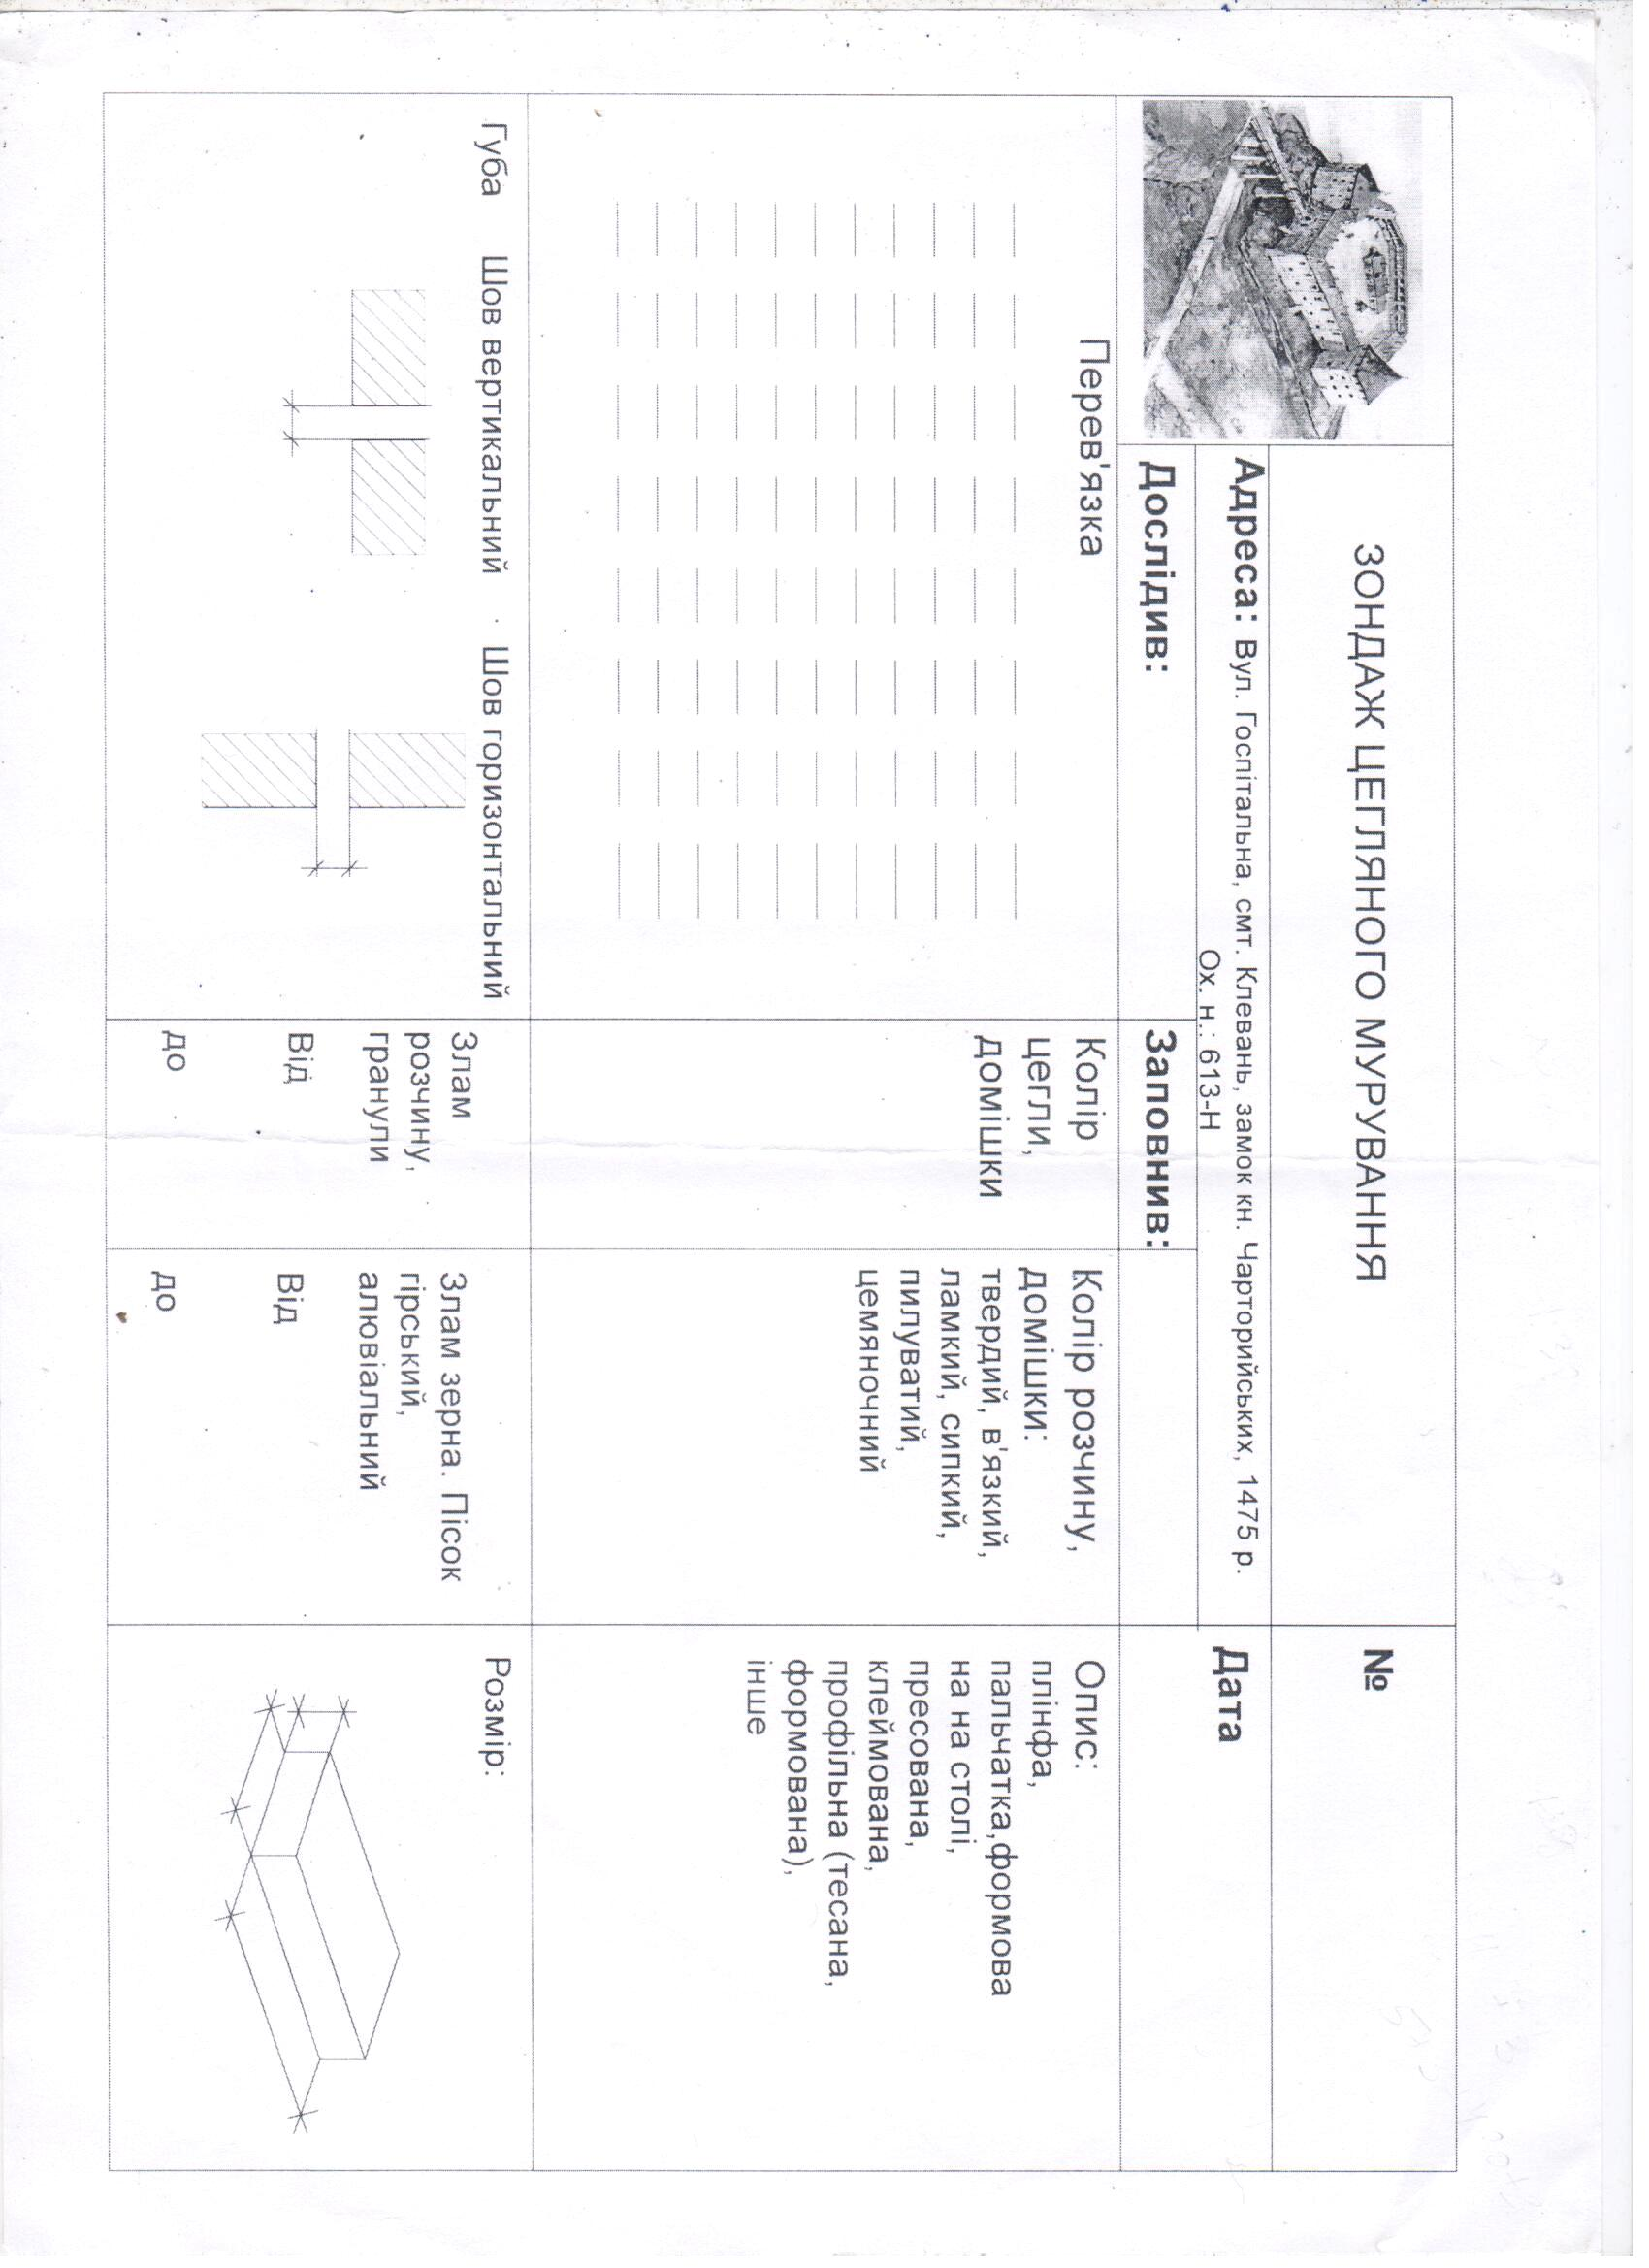 ЗОНДАЖ ЦЕГЛЯНОГО МУРУВАННЯ
№
Адреса: Вул. Госпітальна, смт. Клевань, замок кн. Чарторийських, 1475 р.
Ох. н.: 613-Н
Дата
Дослідив:
Заповнив:
Перев'язка
Колір
цегли,
домішки
Колір розчину,
домішки:
твердий, в'язкий,
ламкий, сипкий,
пилуватий,
цемяночний
Опис:
плінфа,
пальчатка,формова
на на столі,
пресована,
клеймована,
профільна (тесана,
формована),
інше
Губа Шов вертикальний Шов горизонтальний
Злам
розчину,
гранули
Від
до
Злам зерна. Пісок
гірський,
алювіальний
Від
до
Розмір: